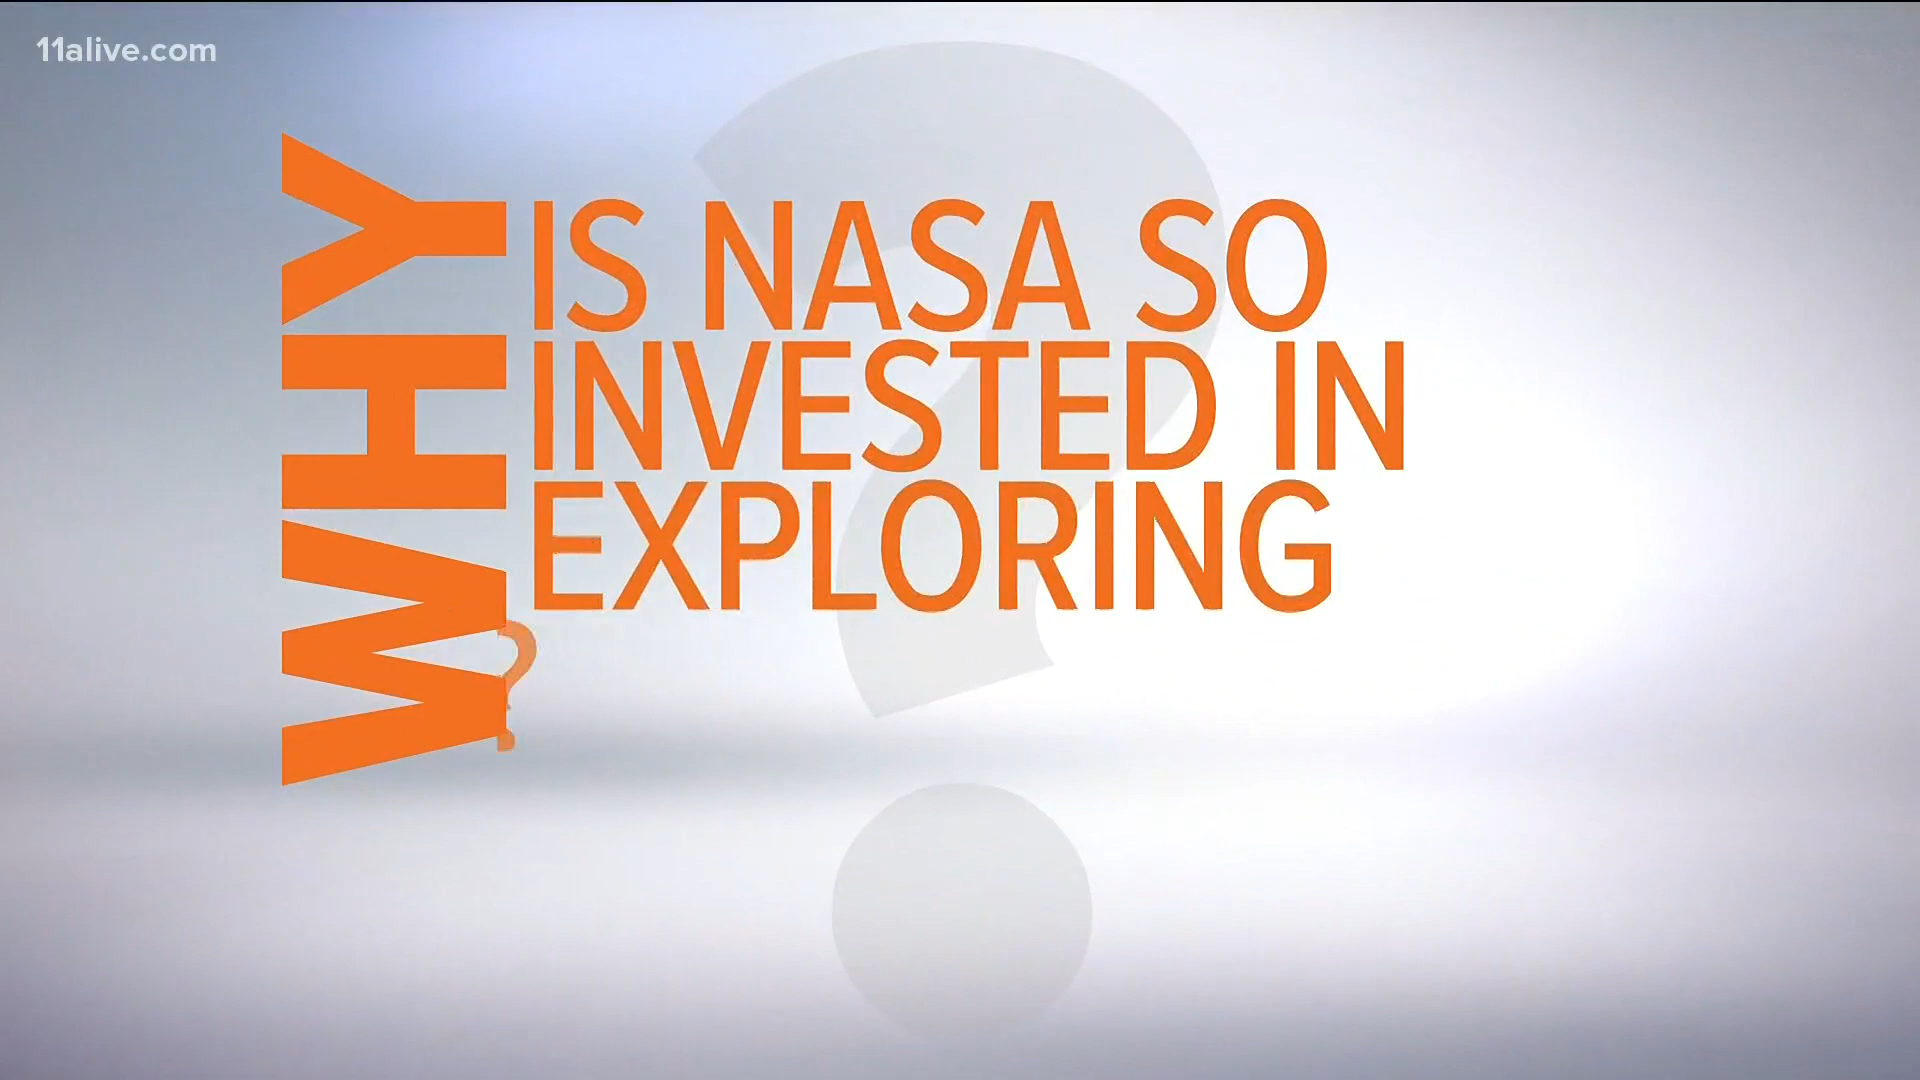 11alive.com
WHY
IS NASA SO
INVESTED IN
EXPLORING
?